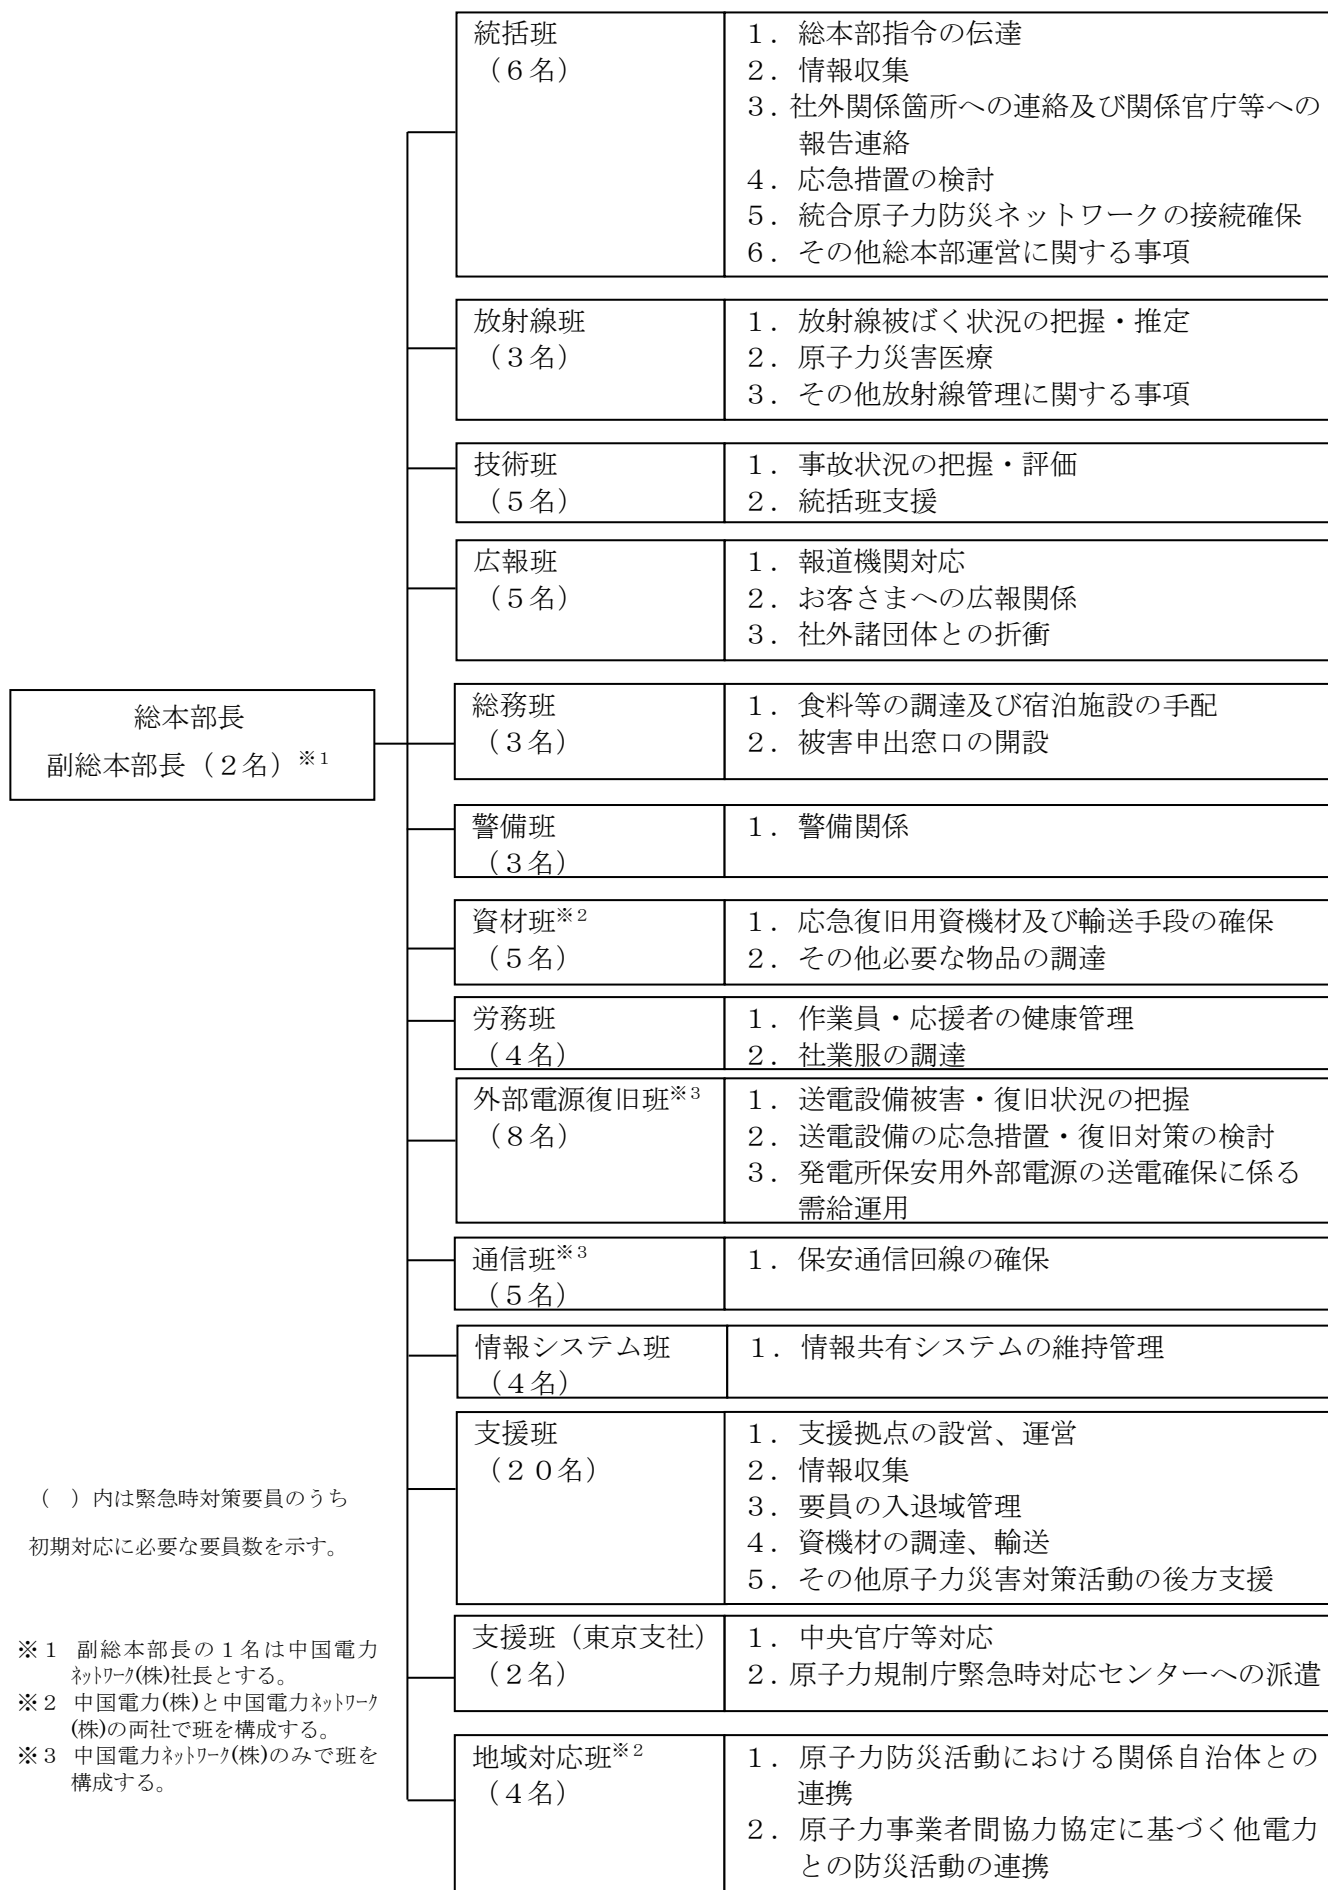 統括班
（６名）
１．総本部指令の伝達
２．情報収集
３．社外関係箇所への連絡及び関係官庁等への
報告連絡
４．応急措置の検討
５．統合原子力防災ネットワークの接続確保
６．その他総本部運営に関する事項
放射線班
（３名）
１．放射線被ばく状況の把握・推定
２．原子力災害医療
３．その他放射線管理に関する事項
技術班
（５名）
１．事故状況の把握・評価
２．統括班支援
広報班
（５名）
１．報道機関対応
２．お客さまへの広報関係
３．社外諸団体との折衝
総本部長
副総本部長（２名）※１
総務班
（３名）
１．食料等の調達及び宿泊施設の手配
２．被害申出窓口の開設
警備班
（３名）
１．警備関係
資材班※２
（５名）
１．応急復旧用資機材及び輸送手段の確保
２．その他必要な物品の調達
労務班
（４名）
１．作業員・応援者の健康管理
２．社業服の調達
外部電源復旧班※３
（８名）
１．送電設備被害・復旧状況の把握
２．送電設備の応急措置・復旧対策の検討
３．発電所保安用外部電源の送電確保に係る
需給運用
通信班※３
（５名）
１．保安通信回線の確保
情報システム班
（４名）
１．情報共有システムの維持管理
支援班
（２０名）
１．支援拠点の設営、運営
２．情報収集
３．要員の入退域管理
４．資機材の調達、輸送
５．その他原子力災害対策活動の後方支援
支援班（東京支社）
（２名）
１．中央官庁等対応
２．原子力規制庁緊急時対応センターへの派遣
地域対応班※２
（４名）
１．原子力防災活動における関係自治体との
連携
２．原子力事業者間協力協定に基づく他電力
との防災活動の連携
（　）内は緊急時対策要員のうち
初期対応に必要な要員数を示す。
※１　副総本部長の１名は中国電力
ﾈｯﾄﾜｰｸ(株)社長とする。
※２　中国電力(株)と中国電力ﾈｯﾄﾜｰｸ
(株)の両社で班を構成する。
※３　中国電力ﾈｯﾄﾜｰｸ(株)のみで班を
構成する。